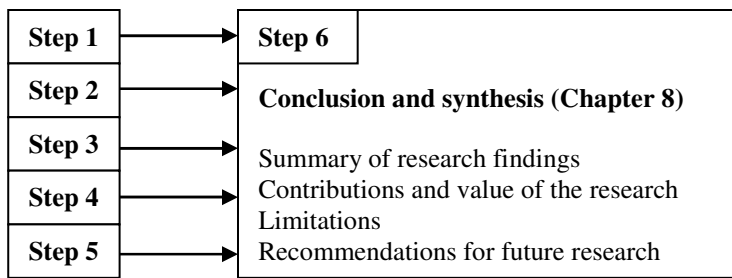 Step 1
Step 2
Step 3
Step 4
Step 5
Step 6
Conclusion and synthesis (Chapter 8)
Summary of research findings
Contributions and value of the research
Limitations
Recommendations for future research